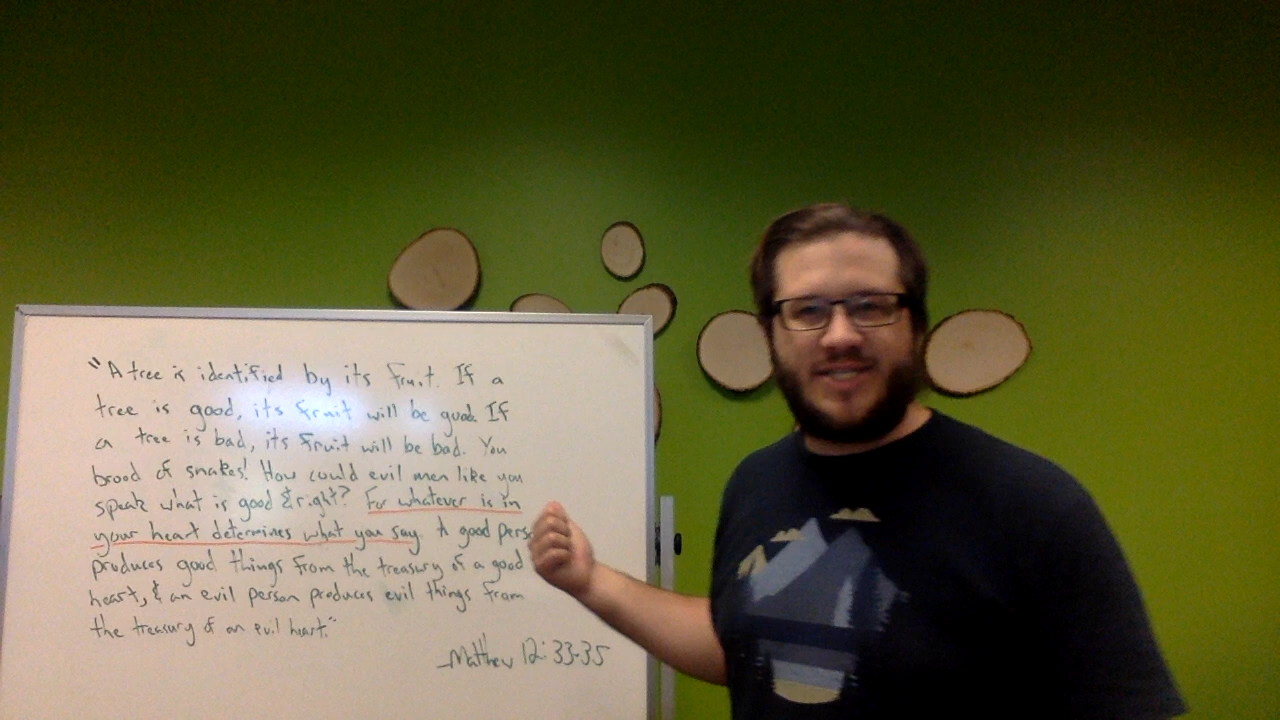 "A tree is identified by its fruit. If a
tree is good, its fruit will be good. If
a tree is bad, its fruit will be bad. You
brood of snakes! How could evil men like you
speak what is good & right? For whatever is in
your heart determines what you say. A good pers
produces good things from the treasury of a good
heart, & an evil person produces evil things from
the treasury of an evil heart."
-Matthew 12:33-35